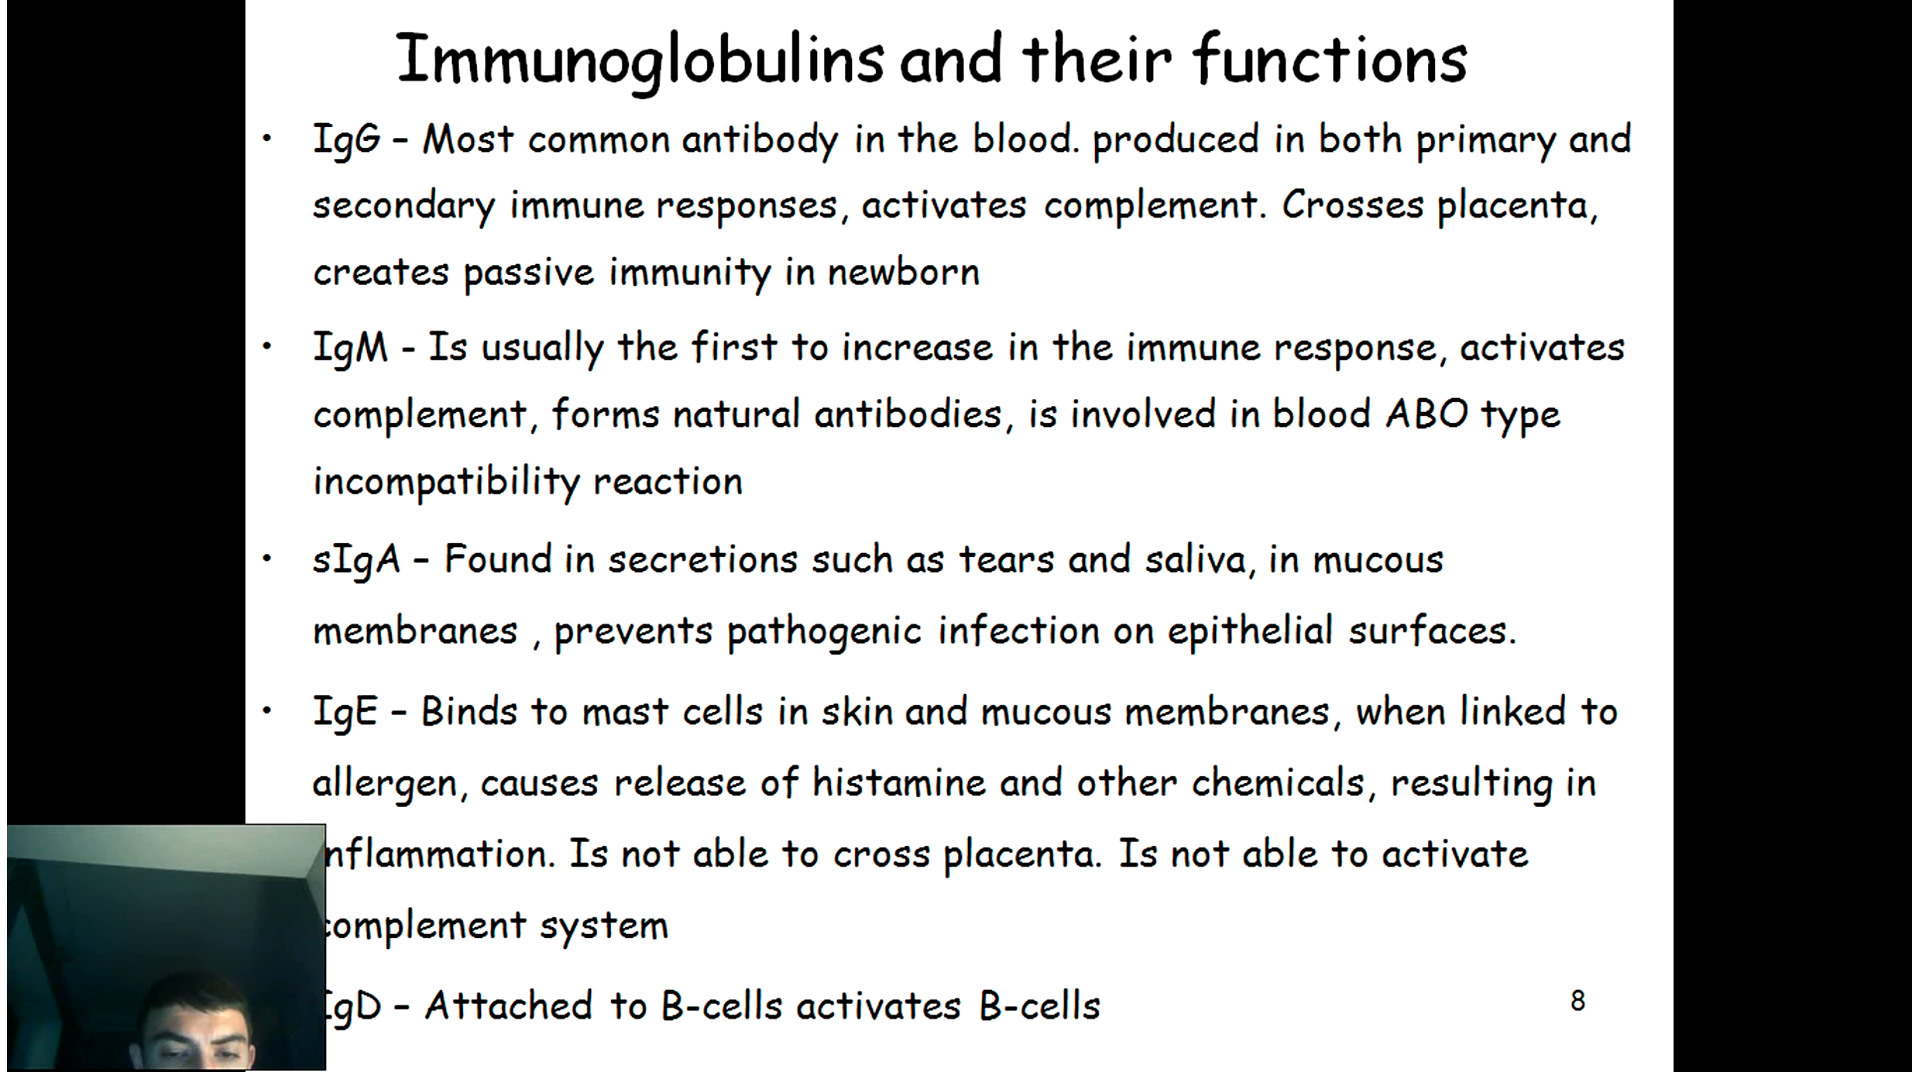 Immunoglobulins and their functions
• IgG – Most common antibody in the blood. produced in both primary and
secondary immune responses, activates complement. Crosses placenta,
creates passive immunity in newborn
• IgM - Is usually the first to increase in the immune response, activates
complement, forms natural antibodies, is involved in blood ABO type
incompatibility reaction
• sIgA – Found in secretions such as tears and saliva, in mucous
membranes , prevents pathogenic infection on epithelial surfaces.
• IgE – Binds to mast cells in skin and mucous membranes, when linked to
allergen, causes release of histamine and other chemicals, resulting in
nflammation. Is not able to cross placenta. Is not able to activate
complement system
IgD – Attached to B-cells activates B-cells
8